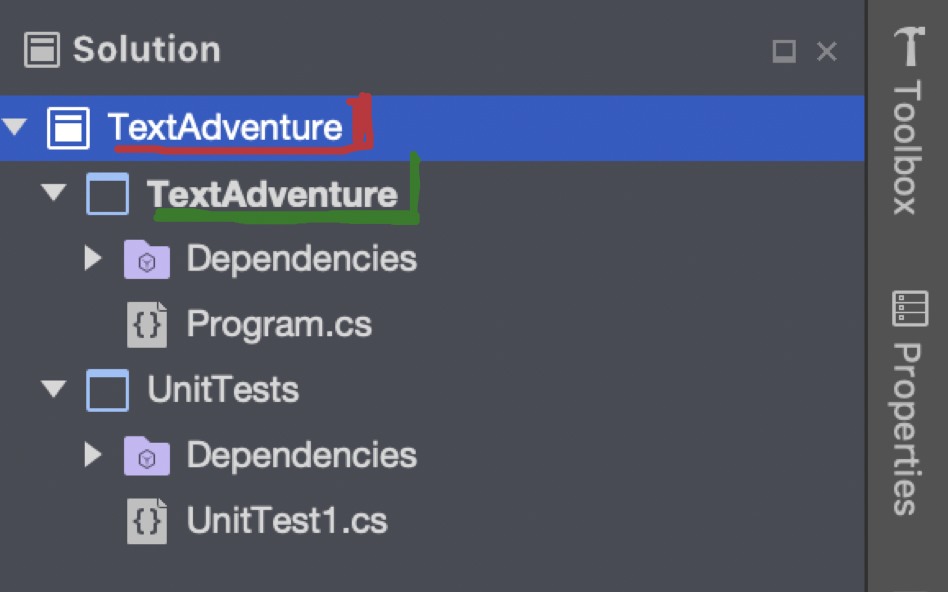 Solution
TextAdventure
TextAdventure
Dependencies
Program.cs
UnitTests
Dependencies
UnitTest1.cs
Toolbox
Properties